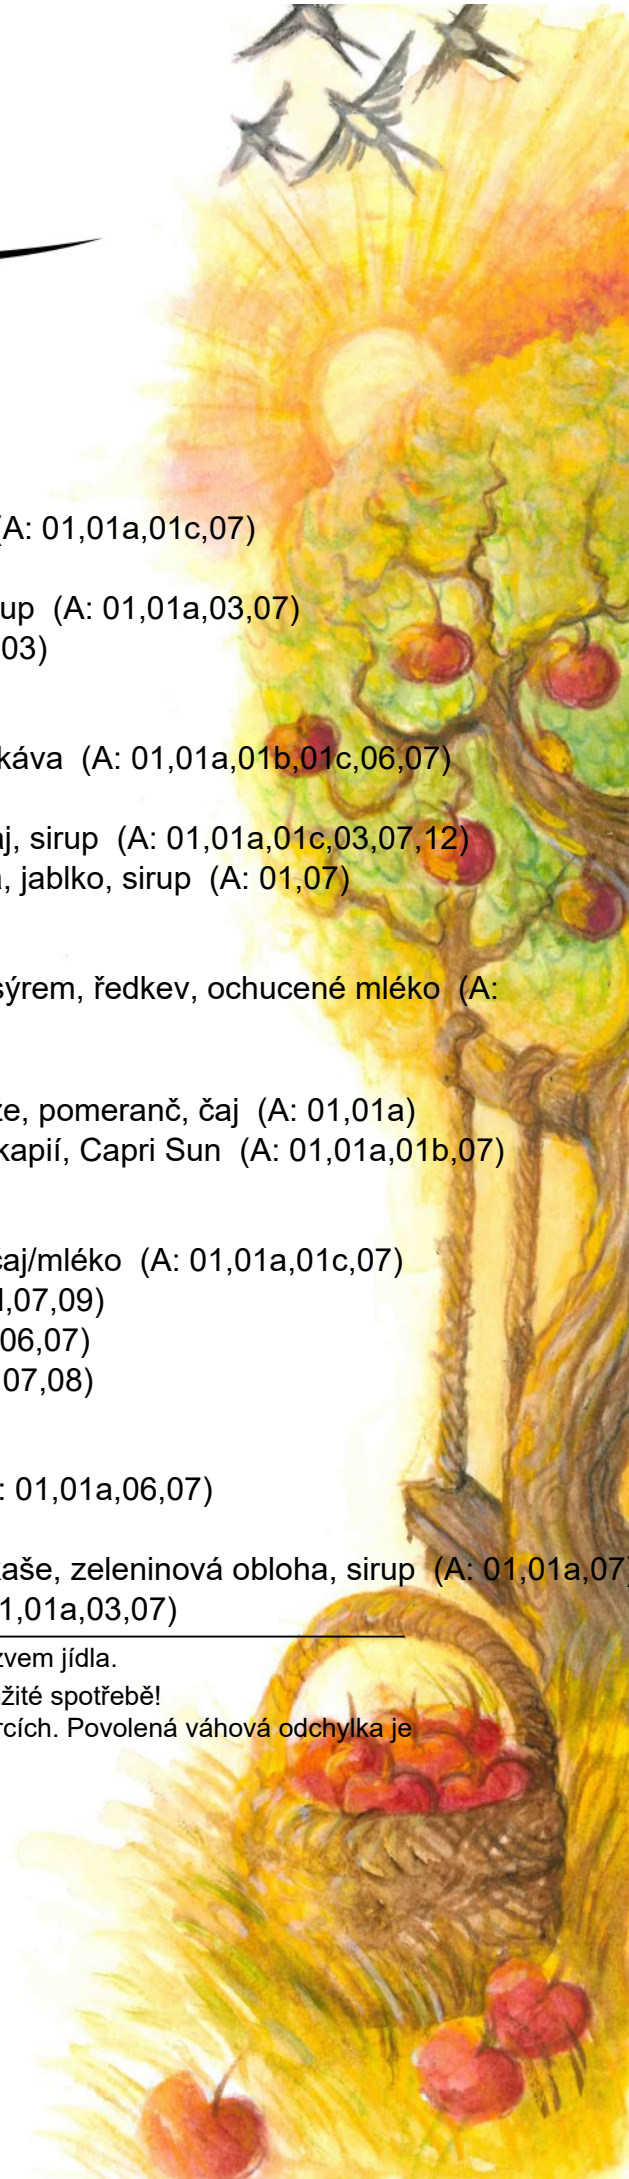 (A: 01,01a,01c,07)
up (A: 01,01a,03,07)
03)
káva (A: 01,01a,01b,01c,06,07)
j, sirup (A: 01,01a,01c,03,07,12)
, jablko, sirup (A: 01,07)
sýrem, ředkev, ochucené mléko (A:
že, pomeranč, čaj (A: 01,01a)
kapií, Capri Sun (A: 01,01a,01b,07)
čaj/mléko (A: 01,01a,01c,07)
,07,09)
06,07)
07,08)
: 01,01a,06,07)
kaše, zeleninová obloha, sirup (A: 01,01a,07)
1,01a,03,07)
zvem jídla.
žité spotřebě!
rcích. Povolená váhová odchylka je